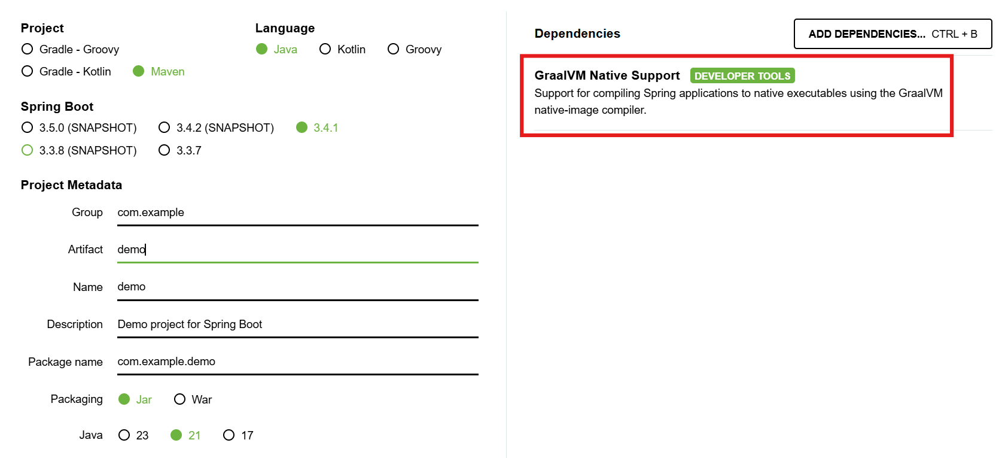 Project
Gradle - Groovy
Gradle - Kotlin Maven
Language
Java Kotlin Groovy
Spring Boot
3.5.0 (SNAPSHOT) 3.4.2 (SNAPSHOT) 3.4.1
3.3.8 (SNAPSHOT) 3.3.7
Project Metadata
Group com.example
Artifact demo
Name demo
Description Demo project for Spring Boot
Package name com.example.demo
Packaging Jar War
Java 23 21 17
Dependencies
ADD DEPENDENCIES... CTRL + B
GraalVM Native Support DEVELOPER TOOLS
Support for compiling Spring applications to native executables using the GraalVM
native-image compiler.